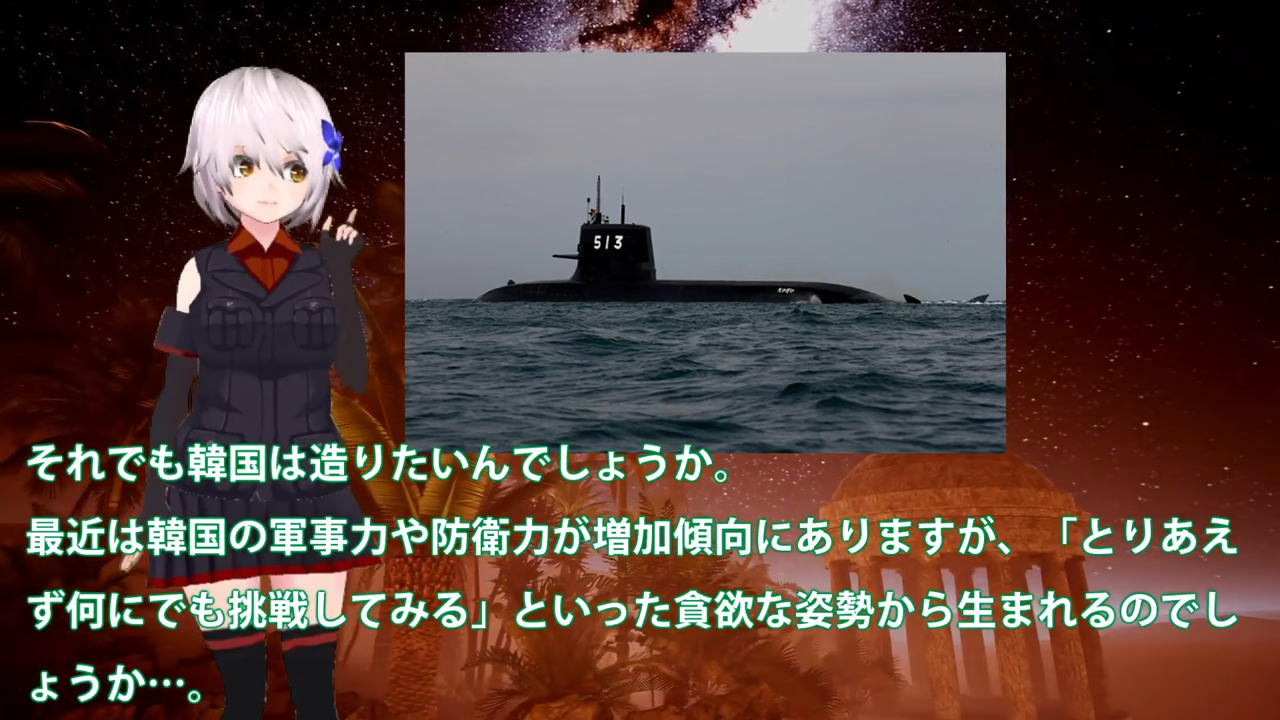 513
それでも韓国は造りたいんでしょうか。
最近は韓国の軍事力や防衛力が増加傾向にありますが、「とりあえ
ず何にでも挑戦してみる」といった貪欲な姿勢から生まれるのでし
ょうか…。